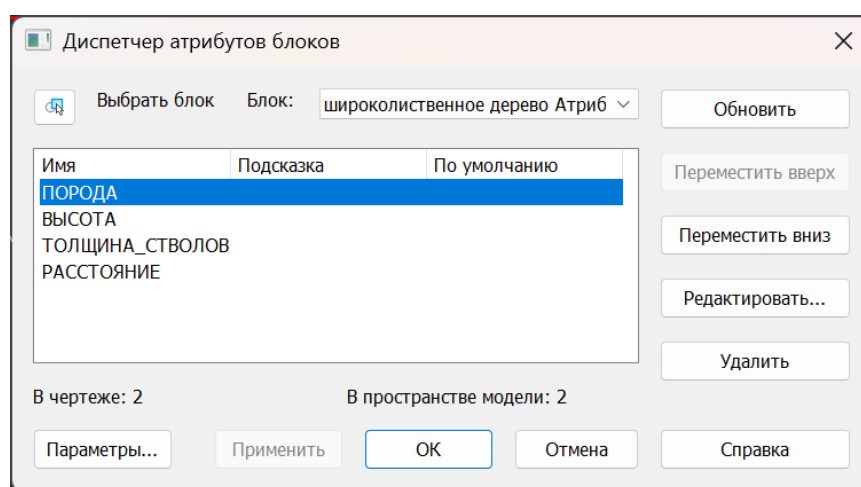 Диспетчер атрибутов блоков
Выбрать блок Блок: широколиственное дерево Атриб Обновить
Имя Подсказка По умолчанию Переместить вверх
ПОРОДА
ВЫСОТА
ТОЛЩИНА_СТВОЛОВ Переместить вниз
РАССТОЯНИЕ
Редактировать...
Удалить
В чертеже: 2 В пространстве модели: 2
Параметры... Применить ОК Отмена Справка